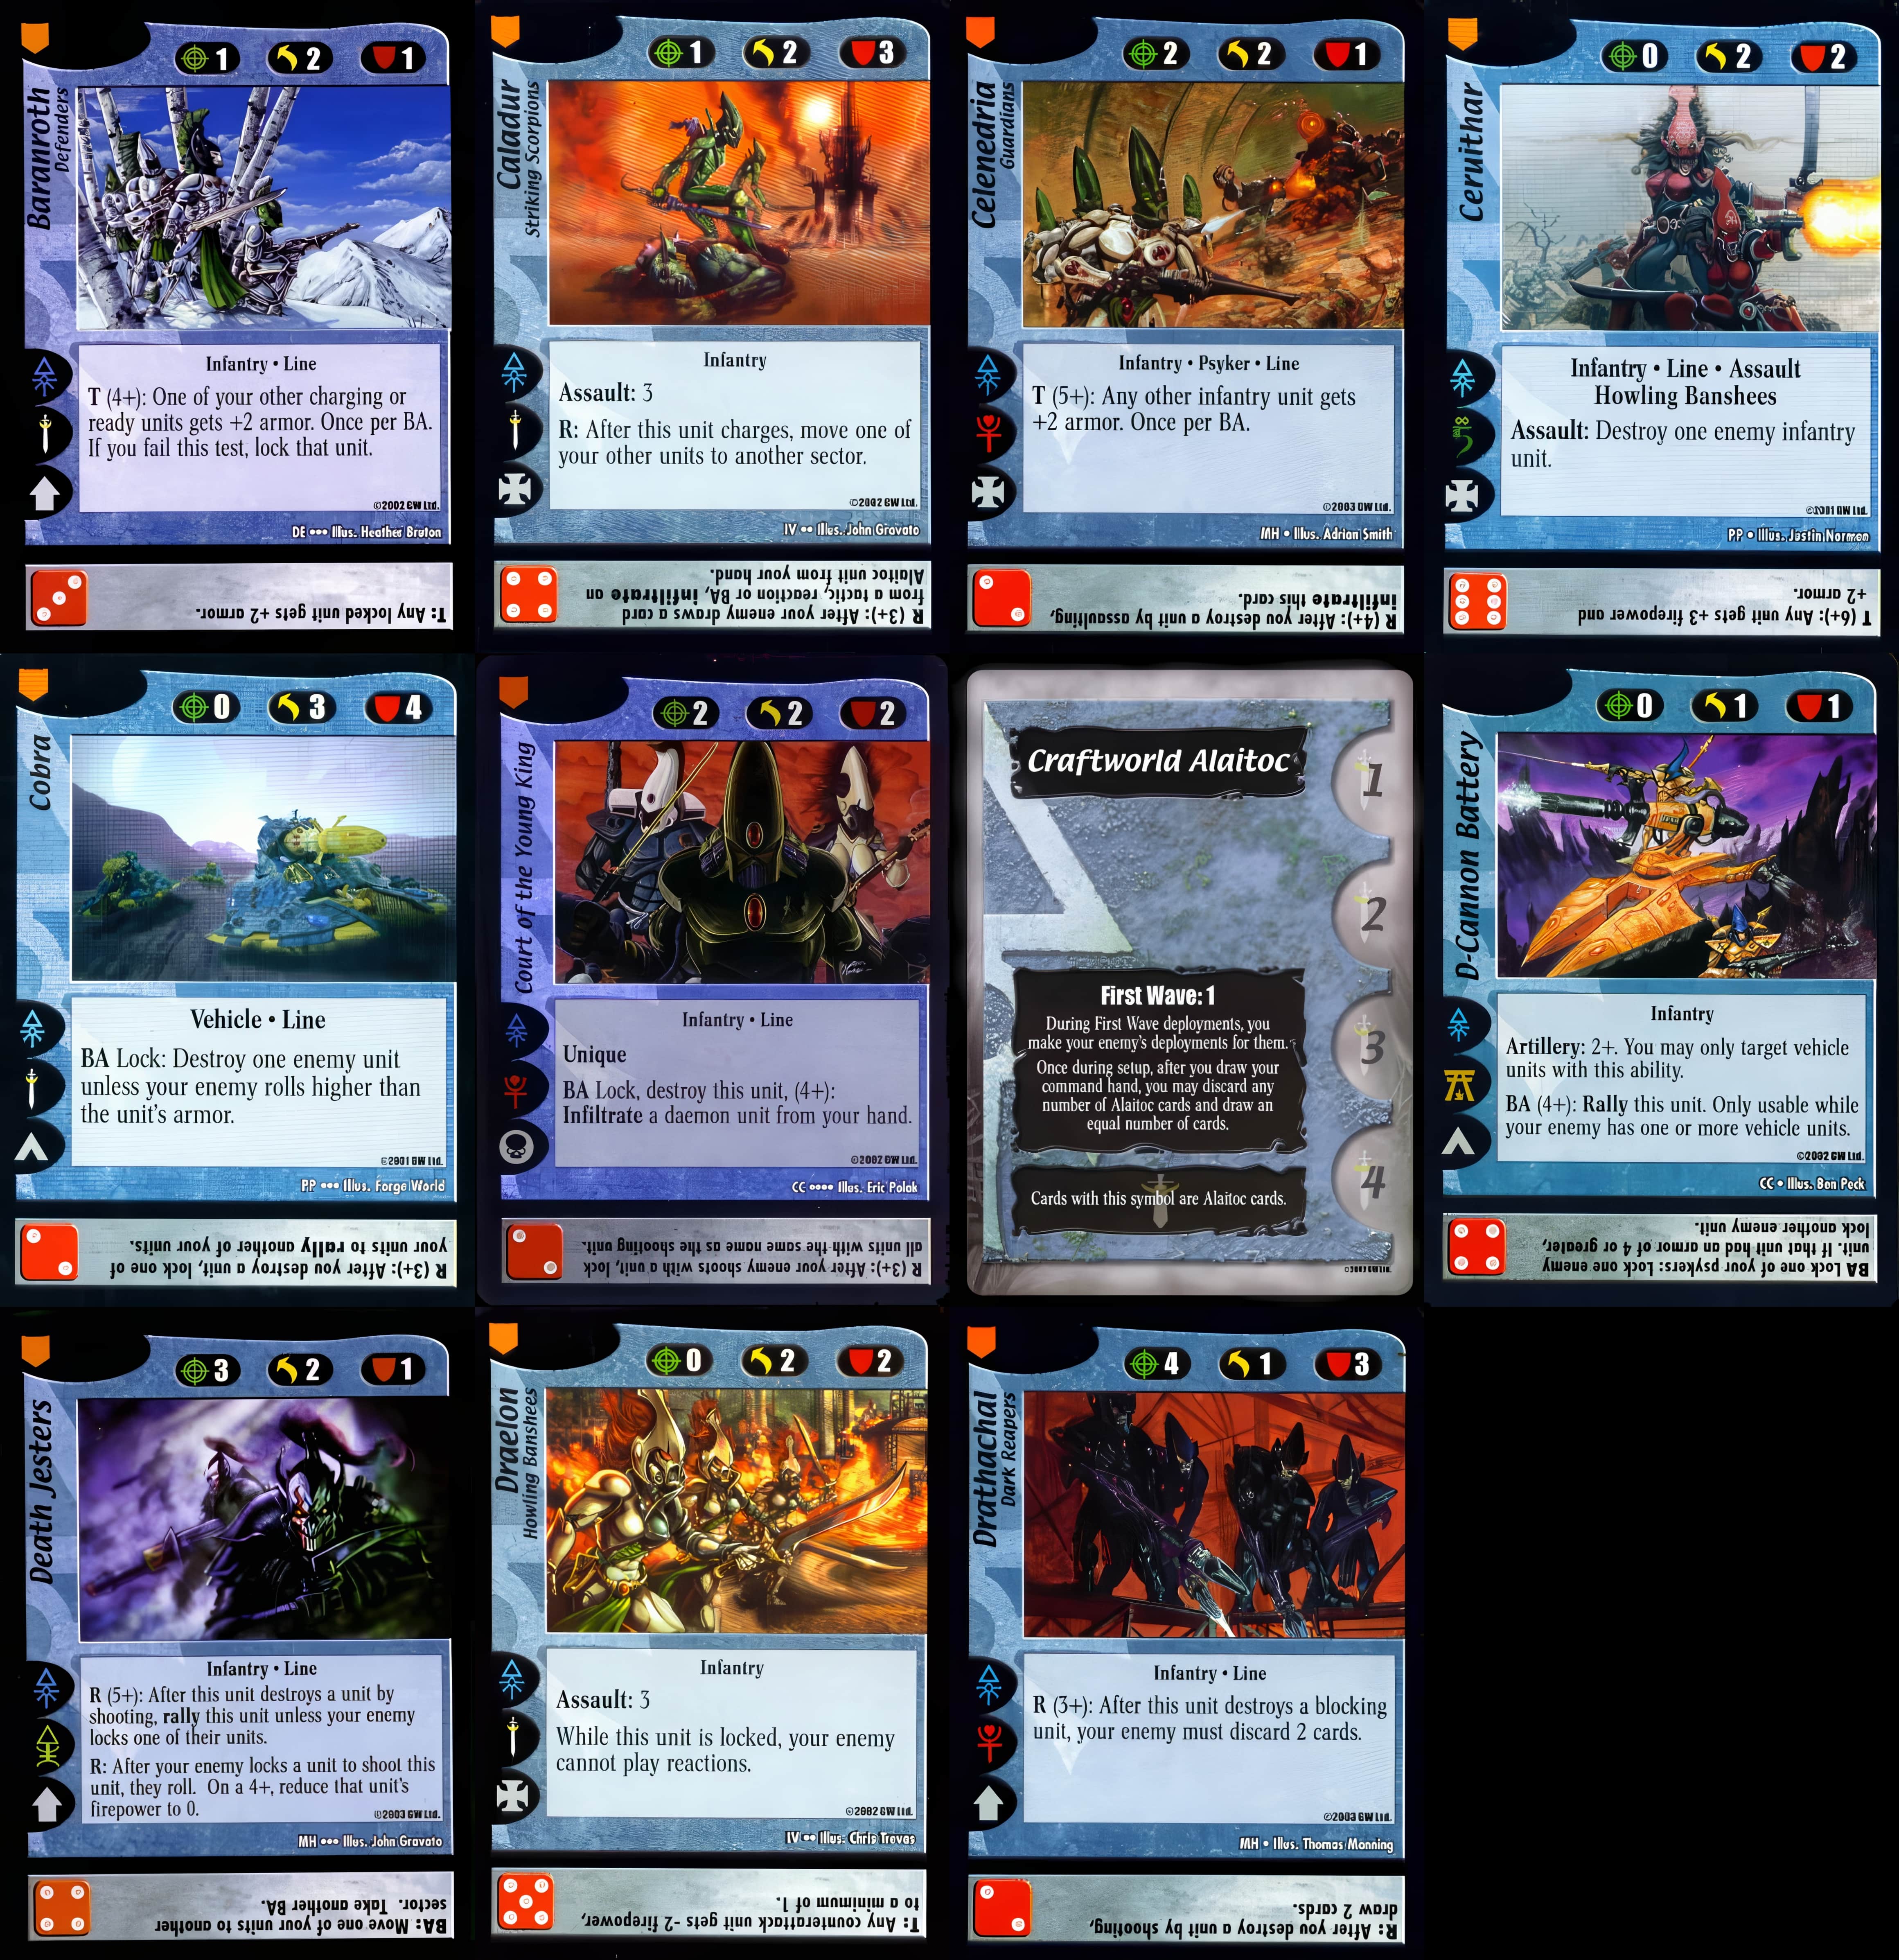 1 2 1
Baranroth
Defenders
Infantry • Line
T (4+): One of your other charging or
ready units gets +2 armor. Once per BA.
If you fail this test, lock that unit.
©2002 GW Ltd.
DE ••• Illus. Heather Bruton
T: Any locked unit gets +2 armor.
1 2 3
Caladur
Striking Scorpions
Infantry
Assault: 3
R: After this unit charges, move one of
your other units to another sector.
©2002 GW Ltd.
IV •• Illus. John Gravato
R (3+): After your enemy draws a card
from a tactic, reaction or BA, infiltrate an
Alaitoc unit from your hand.
2 2 1
Celenedria
Guardians
Infantry • Psyker • Line
T (5+): Any other infantry unit gets
+2 armor. Once per BA.
©2003 GW Ltd.
MH • Illus. Adrian Smith
R (4+): After you destroy a unit by assaulting,
infiltrate this card.
0 2 2
Ceruithar
Infantry • Line • Assault
Howling Banshees
Assault: Destroy one enemy infantry
unit.
©2001 GW Ltd.
PP • Illus. Justin Norman
T (6+): Any unit gets +3 firepower and
+2 armor.
0 3 4
Cobra
Vehicle • Line
BA Lock: Destroy one enemy unit
unless your enemy rolls higher than
the unit's armor.
©2001 GW Ltd.
PP ••• Illus. Forge World
R (3+): After you destroy a unit, lock one of
your units to rally another of your units.
2 2 2
Court of the Young King
Infantry • Line
Unique
BA Lock, destroy this unit, (4+):
Infiltrate a daemon unit from your hand.
©2002 GW Ltd.
CC •••• Illus. Eric Polak
R (3+): After your enemy shoots with a unit, lock
all units with the same name as the shooting unit.
Craftworld Alaitoc
1
2
3
4
First Wave: 1
During First Wave deployments, you
make your enemy's deployments for them.
Once during setup, after you draw your
command hand, you may discard any
number of Alaitoc cards and draw an
equal number of cards.
Cards with this symbol are Alaitoc cards.
GW Ltd.
0 1 1
D-Cannon Battery
Infantry
Artillery: 2+. You may only target vehicle
units with this ability.
BA (4+): Rally this unit. Only usable while
your enemy has one or more vehicle units.
©2002 GW Ltd.
CC • Illus. Ben Peck
BA Lock one of your psykers: Lock one enemy
unit. If that unit had an armor of 4 or greater,
lock another enemy unit.
3 2 1
Death Jesters
Infantry • Line
R (5+): After this unit destroys a unit by
shooting, rally this unit unless your enemy
locks one of their units.
R: After your enemy locks a unit to shoot this
unit, they roll. On a 4+, reduce that unit's
firepower to 0.
©2003 GW Ltd.
MH ••• Illus. John Gravato
BA: Move one of your units to another
sector. Take another BA.
0 2 2
Draelon
Howling Banshees
Infantry
Assault: 3
While this unit is locked, your enemy
cannot play reactions.
©2002 GW Ltd.
IV •• Illus. Chris Trevas
T: Any counterattack unit gets -2 firepower,
to a minimum of 1.
4 1 3
Drathachal
Dark Reapers
Infantry • Line
R (3+): After this unit destroys a blocking
unit, your enemy must discard 2 cards.
©2003 GW Ltd.
MH • Illus. Thomas Manning
R: After you destroy a unit by shooting,
draw 2 cards.